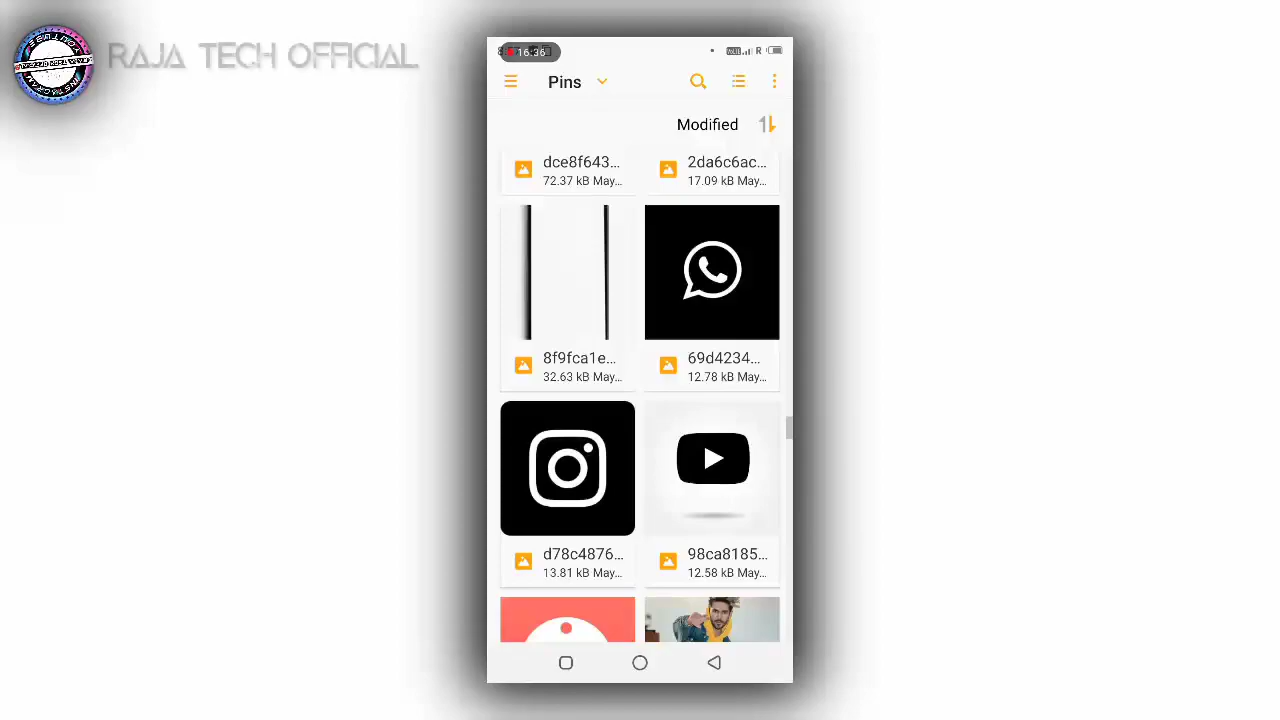 RAJA TECH OFFICIAL
16:36
R
Pins
Modified
dce8f643...
72.37 kB May...
2da6c6ac...
17.09 kB May...
8f9fca1e...
32.63 kB May...
69d4234...
12.78 kB May...
d78c4876...
13.81 kB May...
98ca8185...
12.58 kB May...